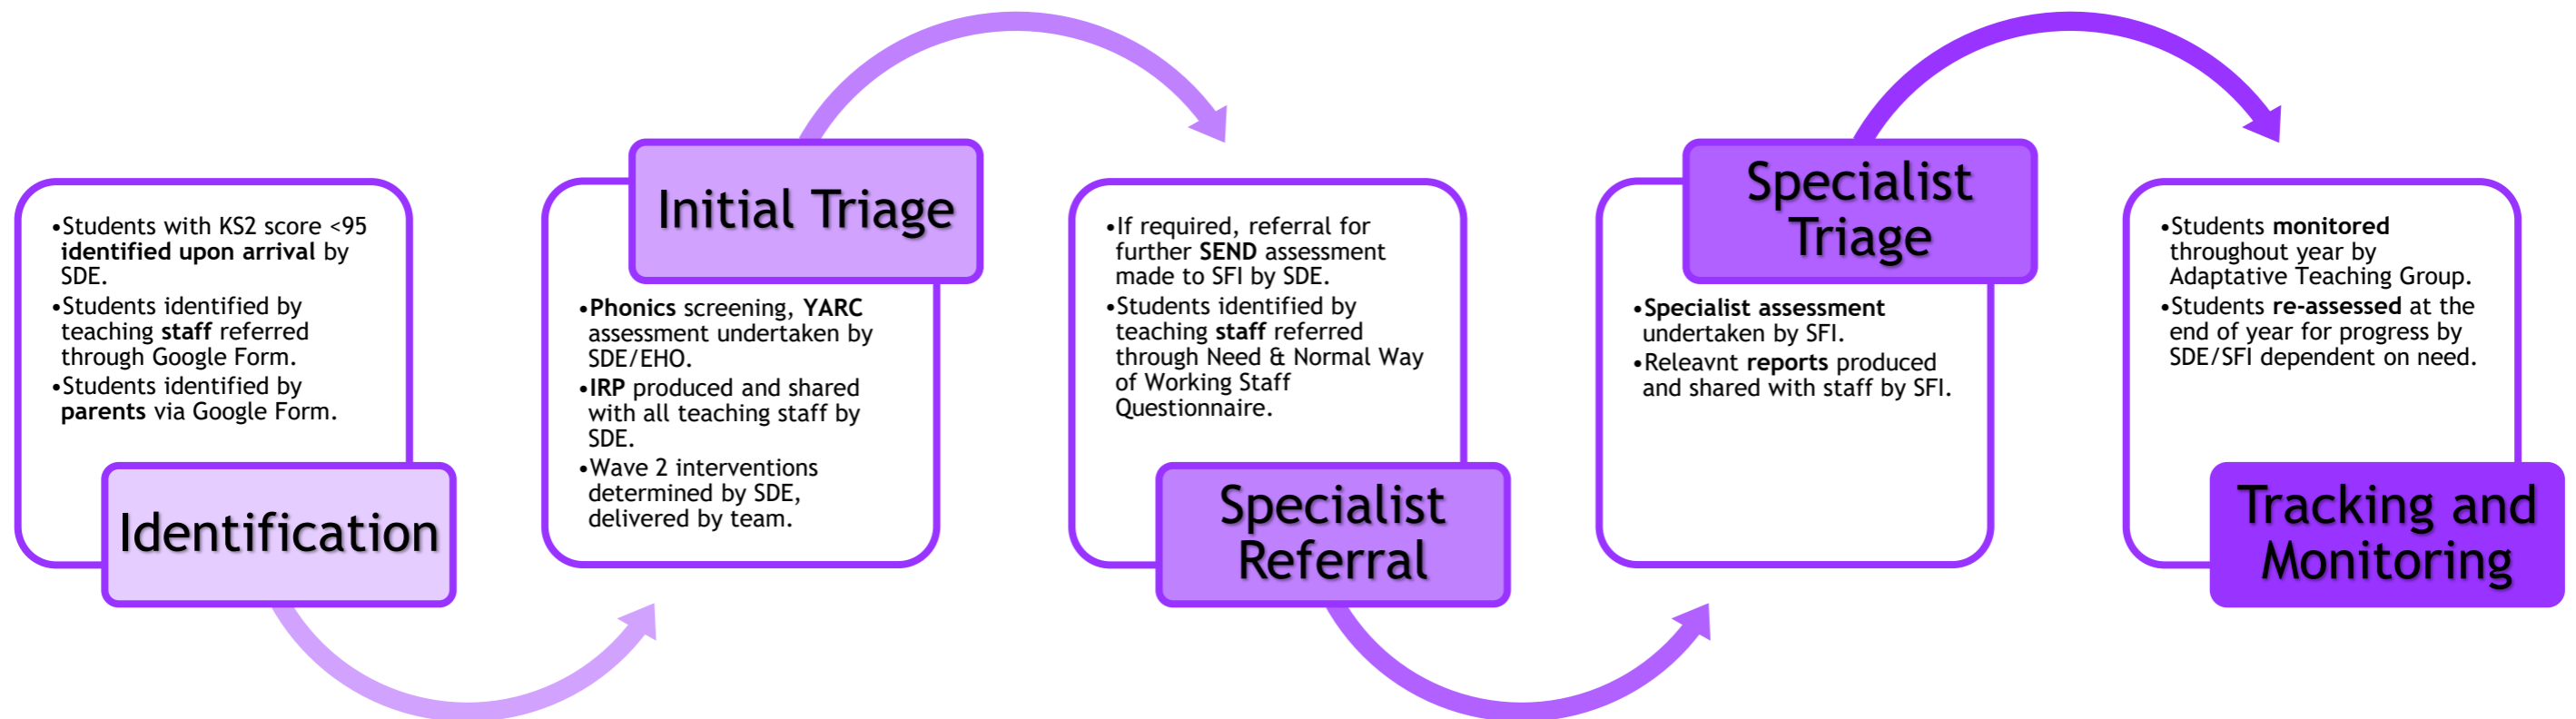 •Students with KS2 score <95
identified upon arrival by
SDE.
•Students identified by
teaching staff referred
through Google Form.
•Students identified by
parents via Google Form.
Identification
Initial Triage
•Phonics screening, YARC
assessment undertaken by
SDE/EHO.
•IRP produced and shared
with all teaching staff by
SDE.
•Wave 2 interventions
determined by SDE,
delivered by team.
•If required, referral for
further SEND assessment
made to SFI by SDE.
•Students identified by
teaching staff referred
through Need & Normal Way
of Working Staff
Questionnaire.
Specialist
Referral
Specialist
Triage
•Specialist assessment
undertaken by SFI.
•Releavnt reports produced
and shared with staff by SFI.
•Students monitored
throughout year by
Adaptative Teaching Group.
•Students re-assessed at the
end of year for progress by
SDE/SFI dependent on need.
Tracking and
Monitoring